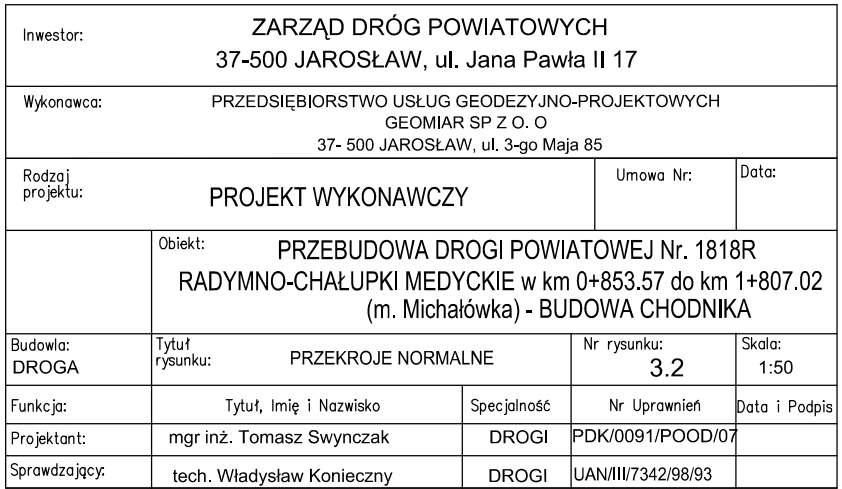 Inwestor: ZARZĄD DRÓG POWIATOWYCH
37-500 JAROSŁAW, ul. Jana Pawła II 17
Wykonawca: PRZEDSIĘBIORSTWO USŁUG GEODEZYJNO-PROJEKTOWYCH
GEOMIAR SP Z O. O
37- 500 JAROSŁAW, ul. 3-go Maja 85
Rodzaj
projektu: PROJEKT WYKONAWCZY
Umowa Nr: Data:
Obiekt: PRZEBUDOWA DROGI POWIATOWEJ Nr. 1818R
RADYMNO-CHAŁUPKI MEDYCKIE w km 0+853.57 do km 1+807.02
(m. Michałówka) - BUDOWA CHODNIKA
Budowla:
DROGA
Tytuł
rysunku: PRZEKROJE NORMALNE
Nr rysunku:
3.2
Skala:
1:50
Funkcja: Tytuł, Imię i Nazwisko Specjalność Nr Uprawnień Data i Podpis
Projektant: mgr inż. Tomasz Swynczak DROGI PDK/0091/POOD/07
Sprawdzający: tech. Władysław Konieczny DROGI UAN/III/7342/98/93